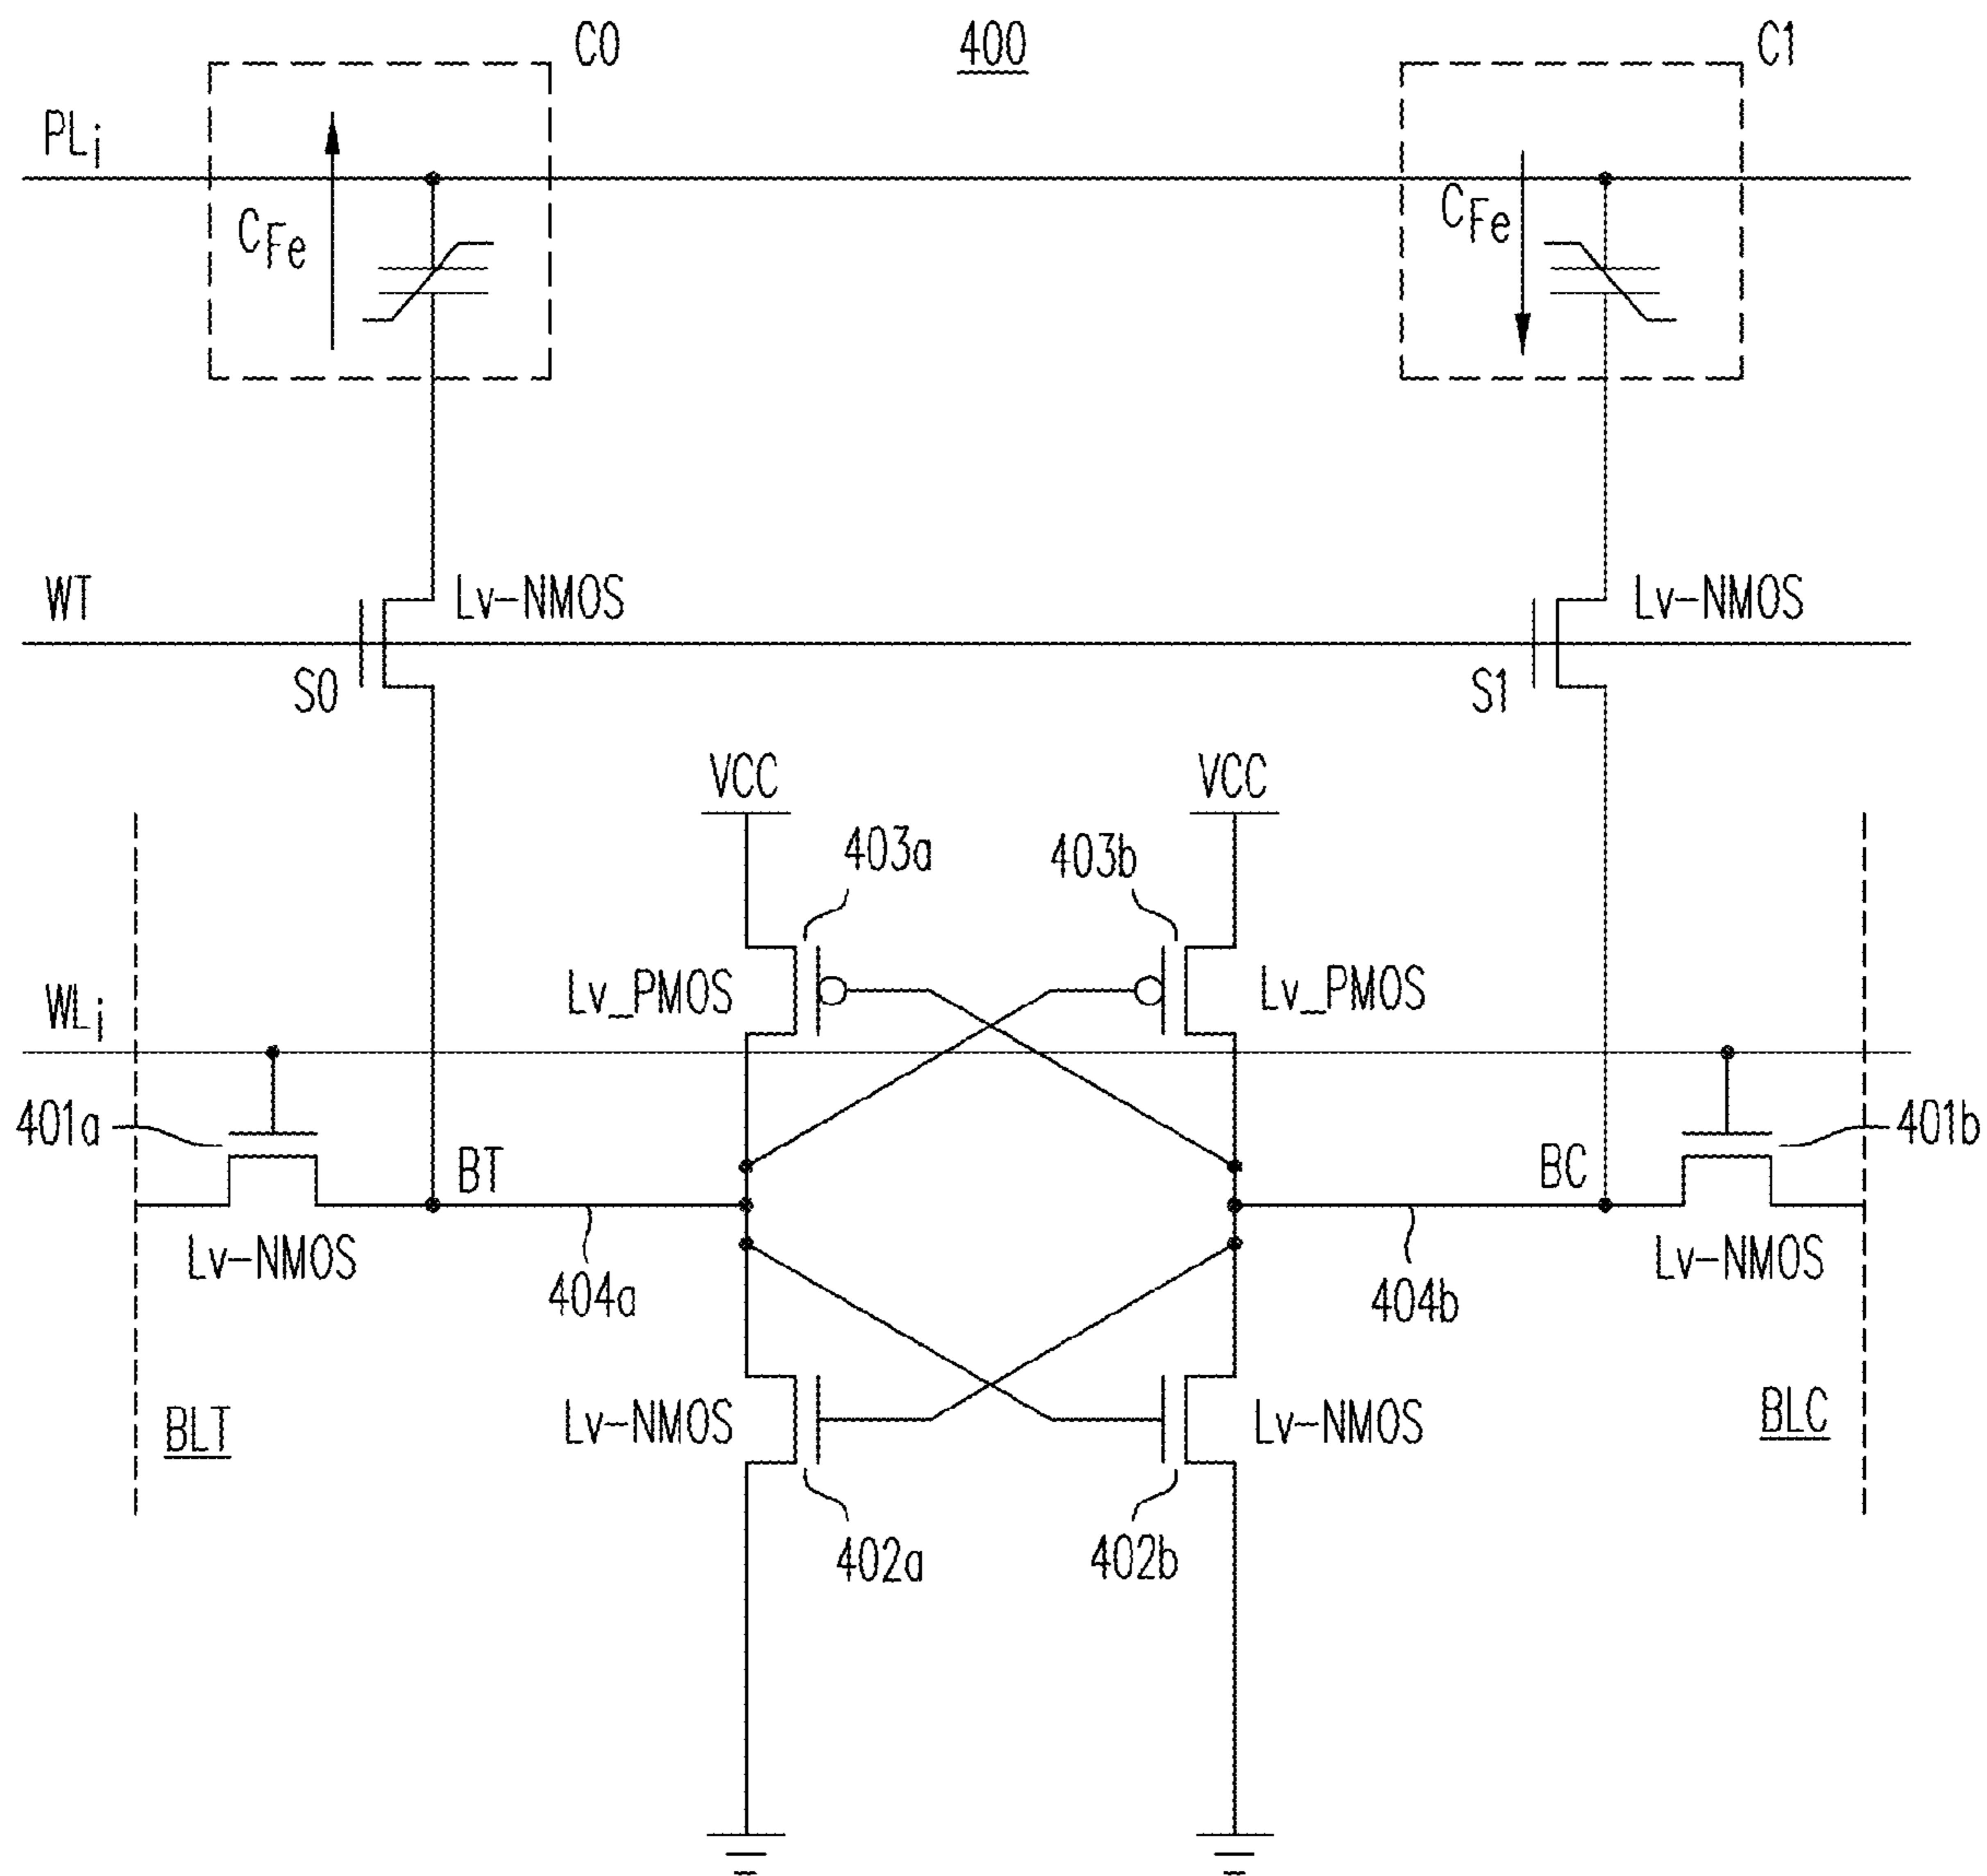 C0
400
C1
PLi
CFe
CFe
WT
Lv-NMOS
Lv-NMOS
S0
S1
VCC
VCC
403a
403b
Lv_PMOS
Lv_PMOS
WLi
401a
401b
BT
BC
Lv-NMOS
404a
404b
Lv-NMOS
BLT
Lv-NMOS
Lv-NMOS
BLC
402a
402b